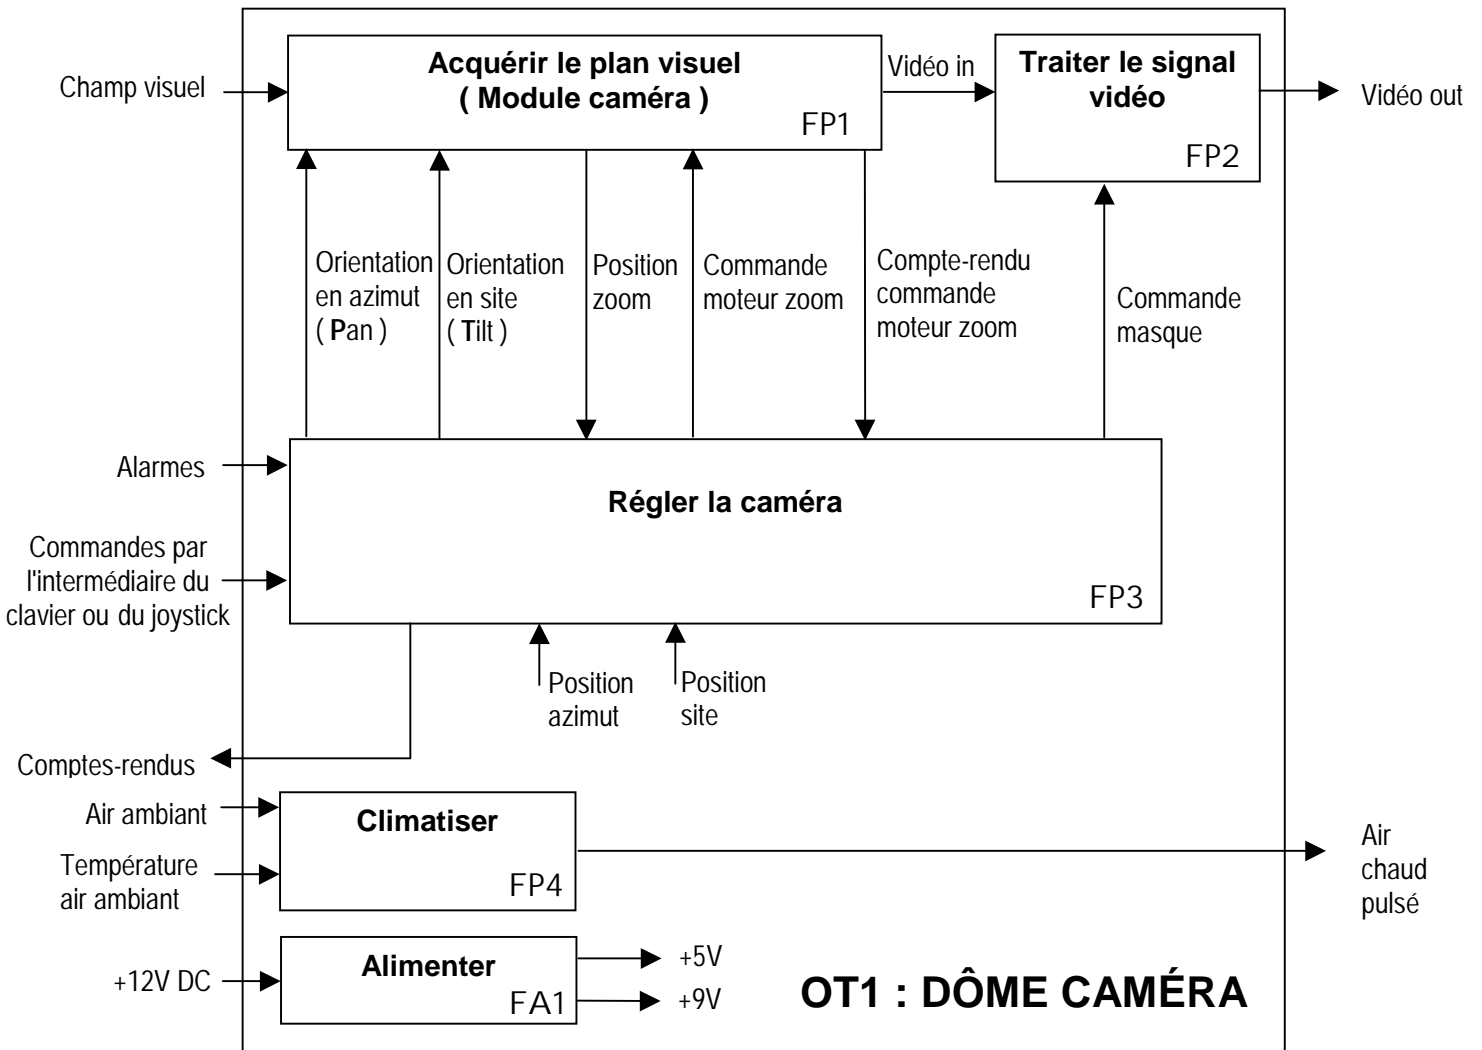 Acquérir le plan visuel
( Module caméra )
FP1
Champ visuel
Vidéo in
Traiter le signal
vidéo
FP2
Vidéo out
Orientation
en azimut
( Pan )
Orientation
en site
( Tilt )
Position
zoom
Commande
moteur zoom
Compte-rendu
commande
moteur zoom
Commande
masque
Alarmes
Commandes par
l'intermédiaire du
clavier ou du joystick
Régler la caméra
FP3
Position
azimut
Position
site
Comptes-rendus
Air ambiant
Température
air ambiant
Climatiser
FP4
Air
chaud
pulsé
+12V DC
Alimenter
FA1
+5V
+9V
OT1 : DÔME CAMÉRA